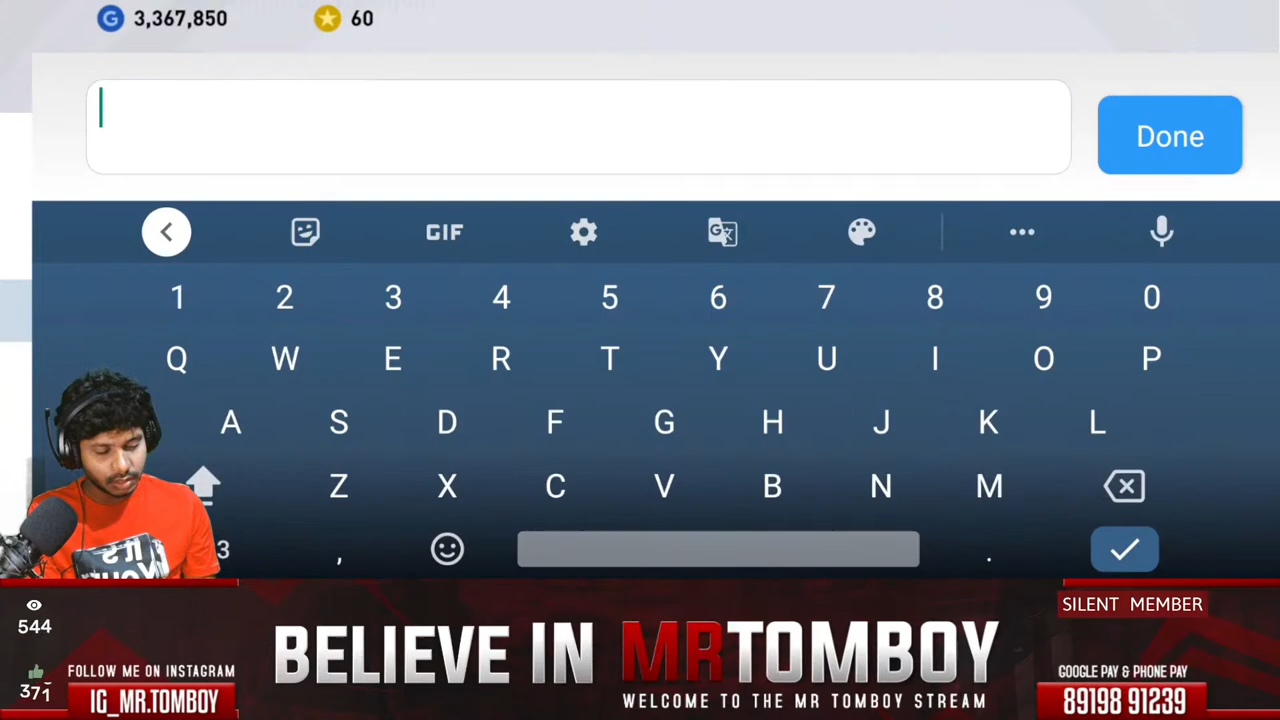 3,367,850 60
Done
GIF
1 2 3 4 5 6 7 8 9 0
Q W E R T Y U I O P
A S D F G H J K L
Z X C V B N M
3 , .
544
371
FOLLOW ME ON INSTAGRAM
IG_MR.TOMBOY
BELIEVE IN MRTOMBOY
WELCOME TO THE MR TOMBOY STREAM
SILENT MEMBER
GOOGLE PAY & PHONE PAY
89198 91239